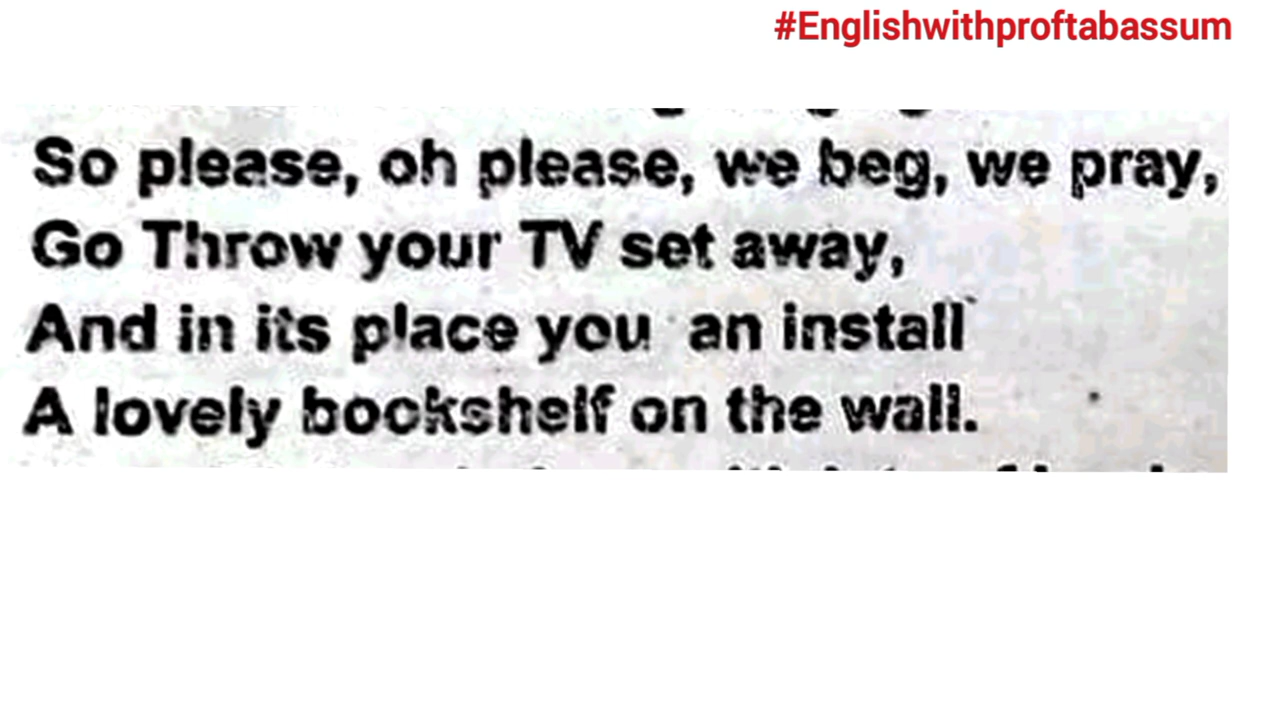 #Englishwithproftabassum
So please, oh please, we beg, we pray,
Go Throw your TV set away,
And in its place you an install
A lovely bookshelf on the wall.